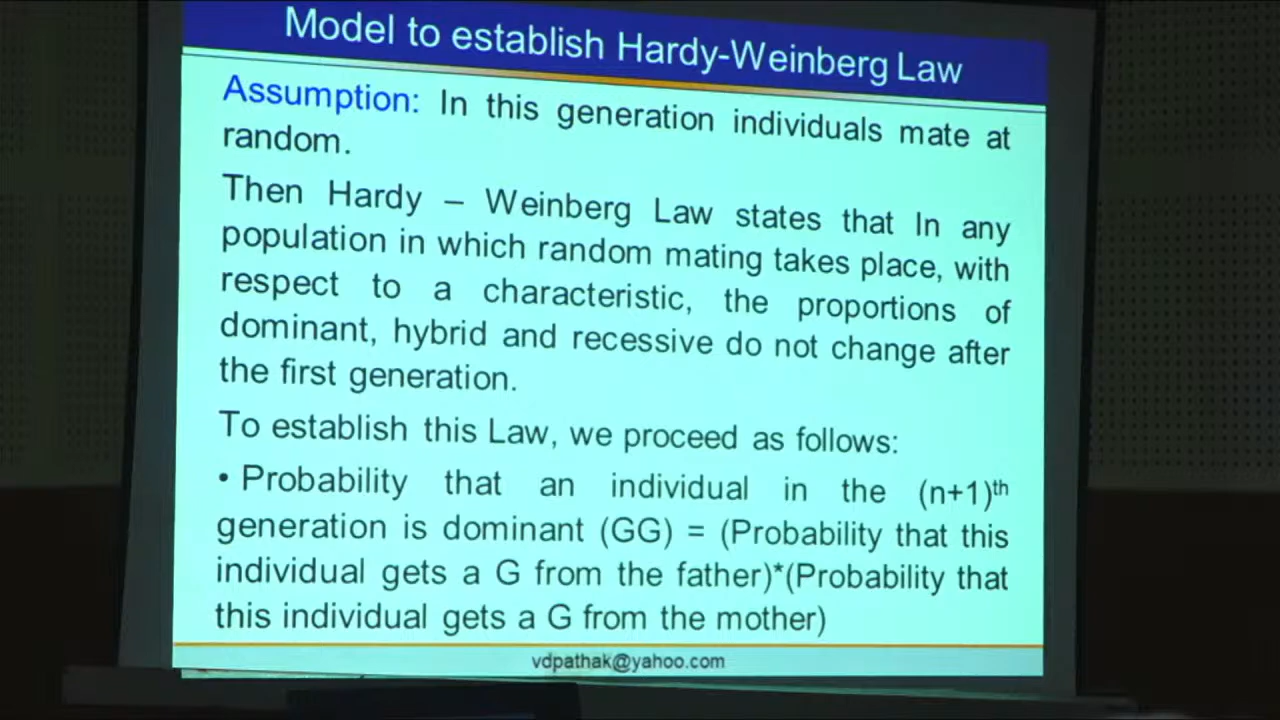 Model to establish Hardy-Weinberg Law
Assumption: In this generation individuals mate at
random.
Then Hardy – Weinberg Law states that In any
population in which random mating takes place, with
respect to a characteristic, the proportions of
dominant, hybrid and recessive do not change after
the first generation.
To establish this Law, we proceed as follows:
• Probability that an individual in the (n+1)th
generation is dominant (GG) = (Probability that this
individual gets a G from the father)*(Probability that
this individual gets a G from the mother)
vdpathak@yahoo.com